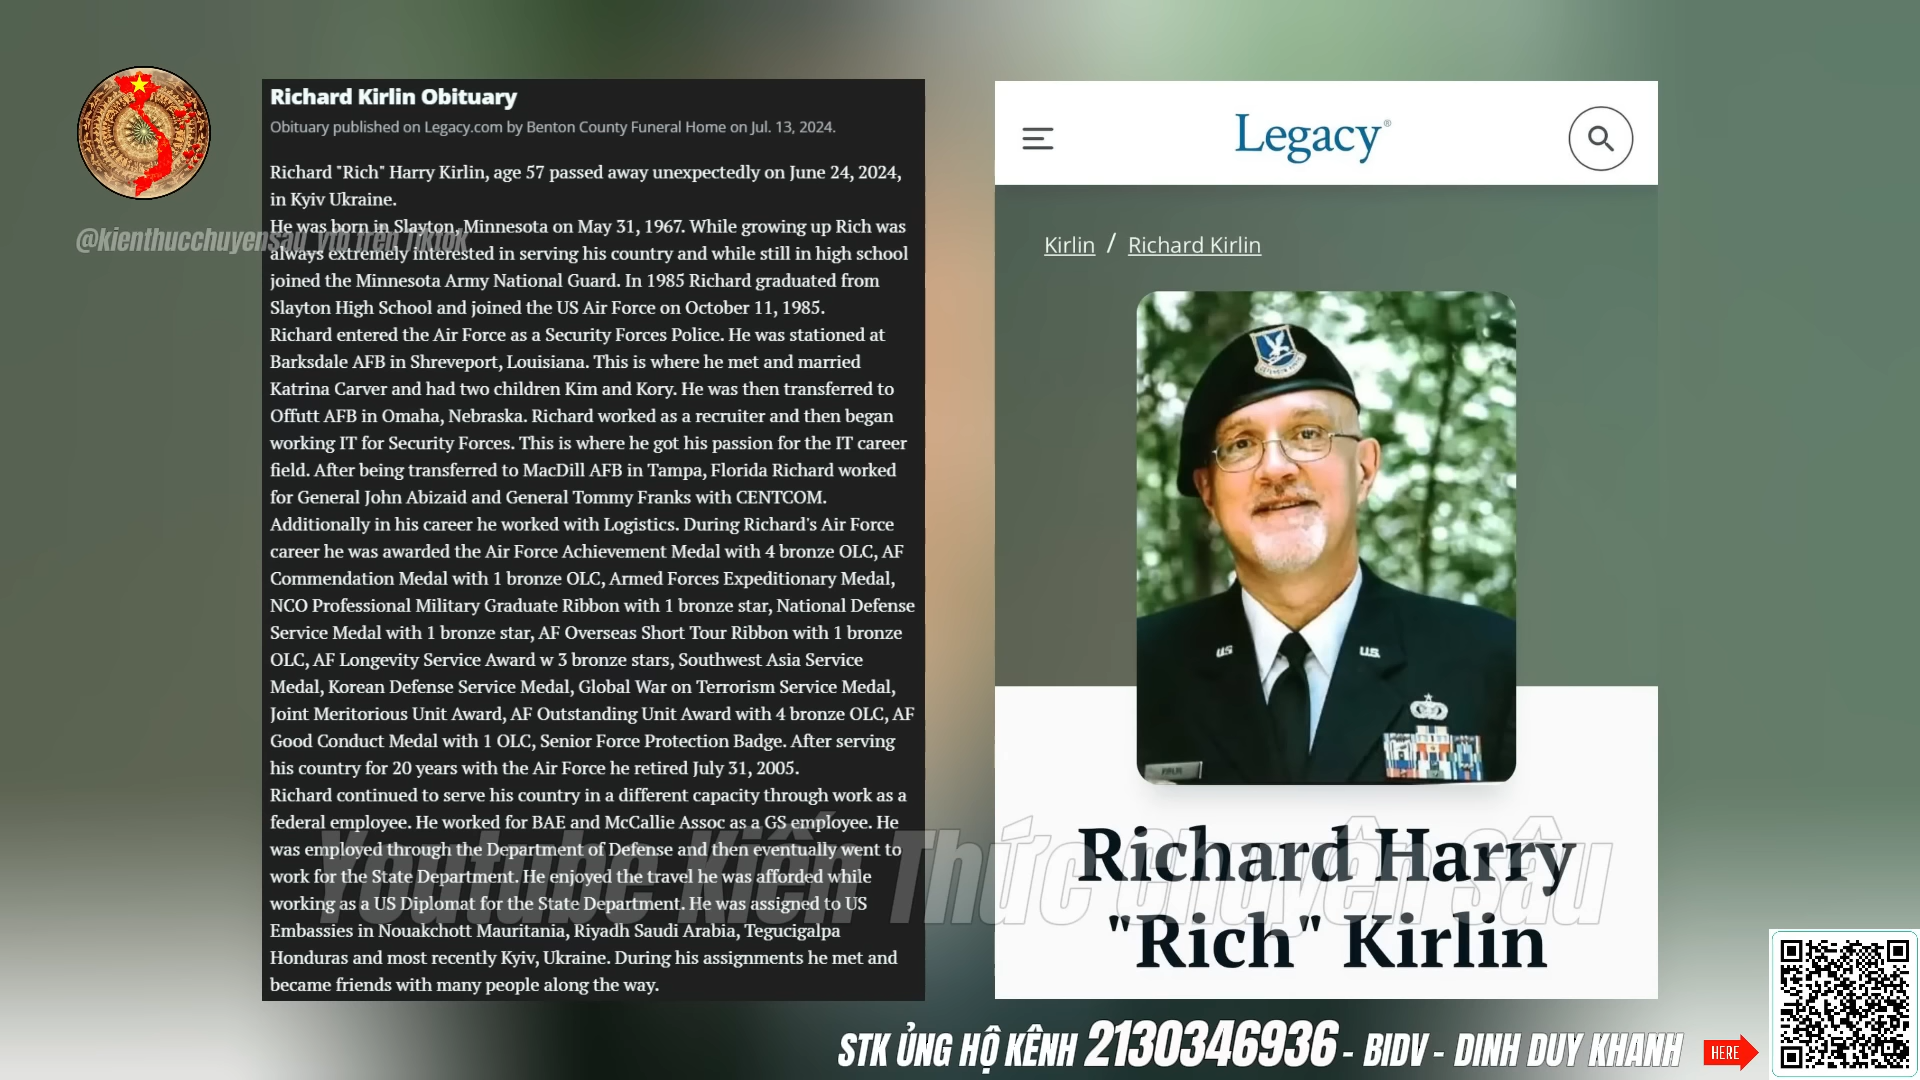 Richard Kirlin Obituary
Obituary published on Legacy.com by Benton County Funeral Home on Jul. 13, 2024.
Richard "Rich" Harry Kirlin, age 57 passed away unexpectedly on June 24, 2024,
in Kyiv Ukraine.
He was born in Slayton, Minnesota on May 31, 1967. While growing up Rich was
always extremely interested in serving his country and while still in high school
joined the Minnesota Army National Guard. In 1985 Richard graduated from
Slayton High School and joined the US Air Force on October 11, 1985.
Richard entered the Air Force as a Security Forces Police. He was stationed at
Barksdale AFB in Shreveport, Louisiana. This is where he met and married
Katrina Carver and had two children Kim and Kory. He was then transferred to
Offutt AFB in Omaha, Nebraska. Richard worked as a recruiter and then began
working IT for Security Forces. This is where he got his passion for the IT career
field. After being transferred to MacDill AFB in Tampa, Florida Richard worked
for General John Abizaid and General Tommy Franks with CENTCOM.
Additionally in his career he worked with Logistics. During Richard's Air Force
career he was awarded the Air Force Achievement Medal with 4 bronze OLC, AF
Commendation Medal with 1 bronze OLC, Armed Forces Expeditionary Medal,
NCO Professional Military Graduate Ribbon with 1 bronze star, National Defense
Service Medal with 1 bronze star, AF Overseas Short Tour Ribbon with 1 bronze
OLC, AF Longevity Service Award w 3 bronze stars, Southwest Asia Service
Medal, Korean Defense Service Medal, Global War on Terrorism Service Medal,
Joint Meritorious Unit Award, AF Outstanding Unit Award with 4 bronze OLC, AF
Good Conduct Medal with 1 OLC, Senior Force Protection Badge. After serving
his country for 20 years with the Air Force he retired July 31, 2005.
Richard continued to serve his country in a different capacity through work as a
federal employee. He worked for BAE and McCallie Assoc as a GS employee. He
was employed through the Department of Defense and then eventually went to
work for the State Department. He enjoyed the travel he was afforded while
working as a US Diplomat for the State Department. He was assigned to US
Embassies in Nouakchott Mauritania, Riyadh Saudi Arabia, Tegucigalpa
Honduras and most recently Kyiv, Ukraine. During his assignments he met and
became friends with many people along the way.
@kienthucchuyensau_vtb trên Tiktok
Legacy®
Kirlin / Richard Kirlin
US
U.S.
Richard Harry
"Rich" Kirlin
Youtube Kiến Thức Chuyên Sâu
STK ỦNG HỘ KÊNH 2130346936 - BIDV - DINH DUY KHANH
HERE